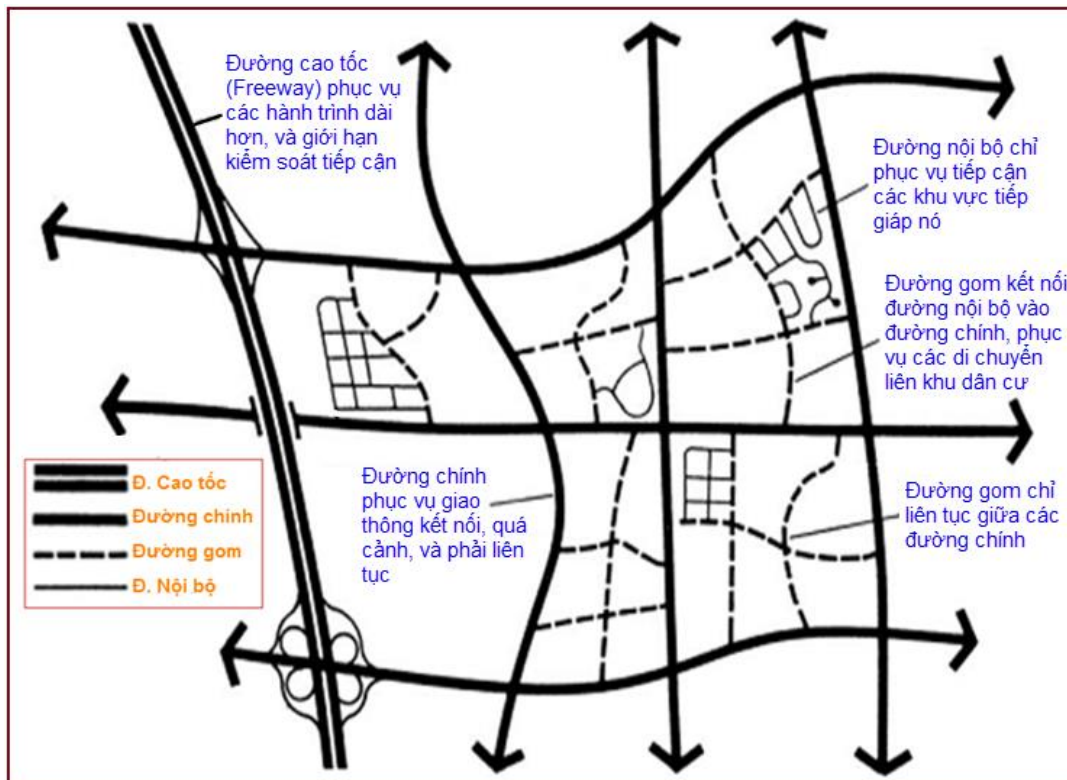 Đường cao tốc
(Freeway) phục vụ
các hành trình dài
hơn, và giới hạn
kiểm soát tiếp cận
Đường nội bộ chỉ
phục vụ tiếp cận
các khu vực tiếp
giáp nó
Đường gom kết nối
đường nội bộ vào
đường chính, phục
vụ các di chuyển
liên khu dân cư
Đường chính
phục vụ giao
thông kết nối, quá
cảnh, và phải liên
tục
Đường gom chỉ
liên tục giữa các
đường chính
Đ. Cao tốc
Đường chính
Đường gom
Đ. Nội bộ